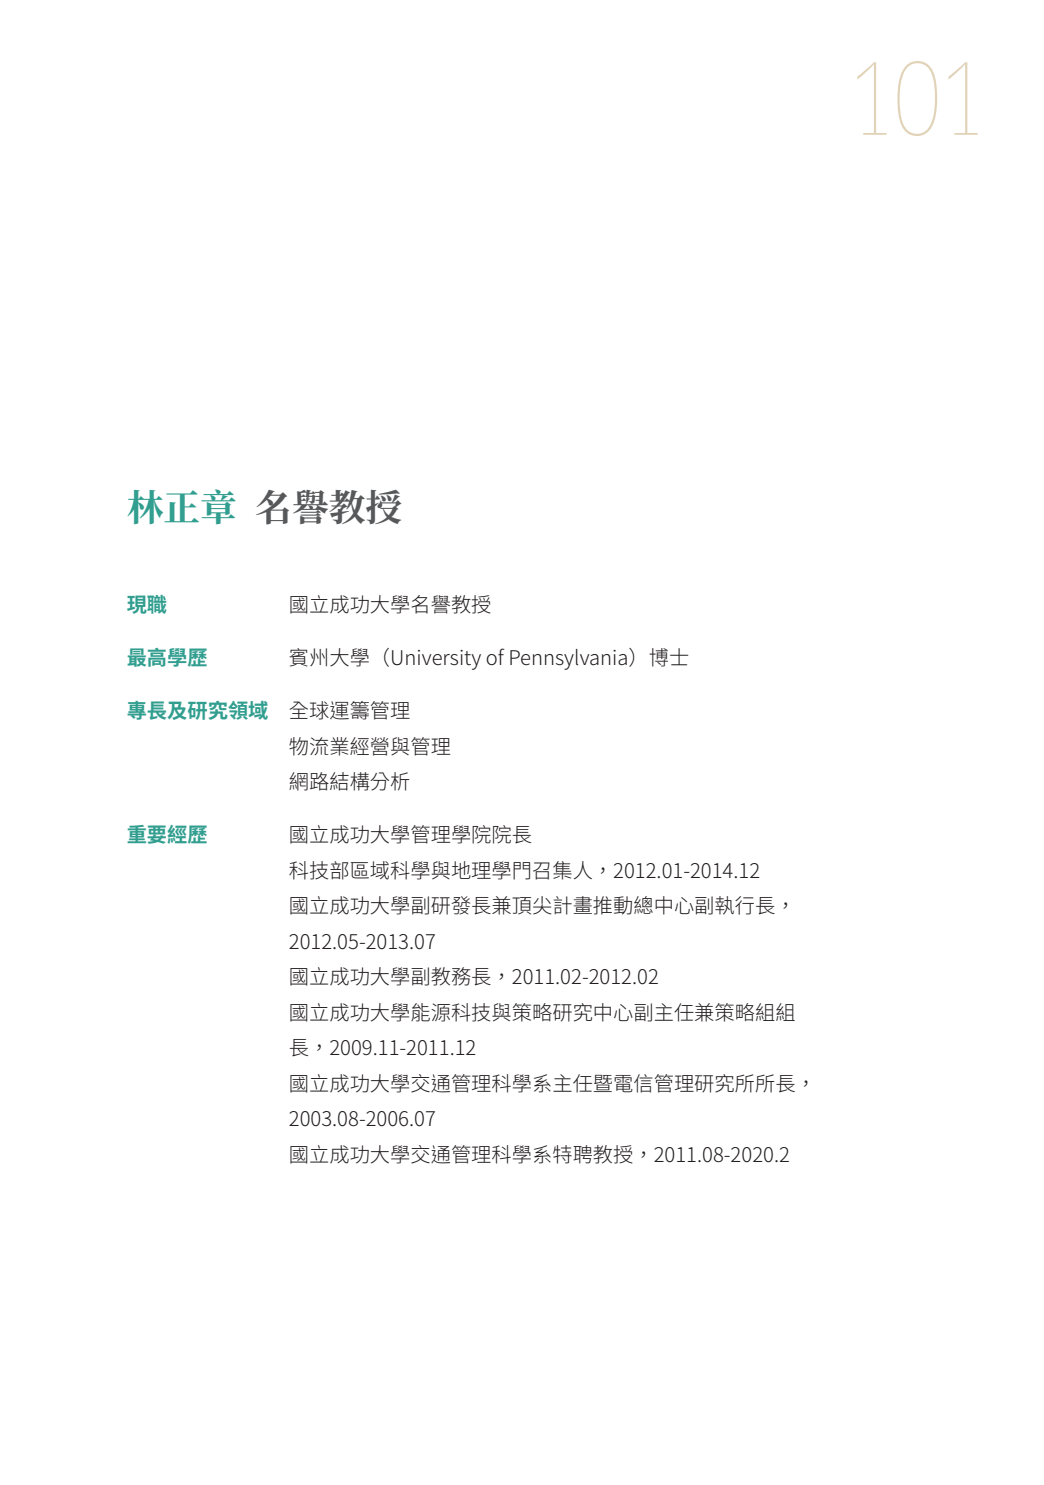 101
林正章 名譽教授
現職 國立成功大學名譽教授
最高學歷 賓州大學（University of Pennsylvania）博士
專長及研究領域 全球運籌管理
物流業經營與管理
網路結構分析
重要經歷 國立成功大學管理學院院長
科技部區域科學與地理學門召集人，2012.01-2014.12
國立成功大學副研發長兼頂尖計畫推動總中心副執行長，
2012.05-2013.07
國立成功大學副教務長，2011.02-2012.02
國立成功大學能源科技與策略研究中心副主任兼策略組組
長，2009.11-2011.12
國立成功大學交通管理科學系主任暨電信管理研究所所長，
2003.08-2006.07
國立成功大學交通管理科學系特聘教授，2011.08-2020.2